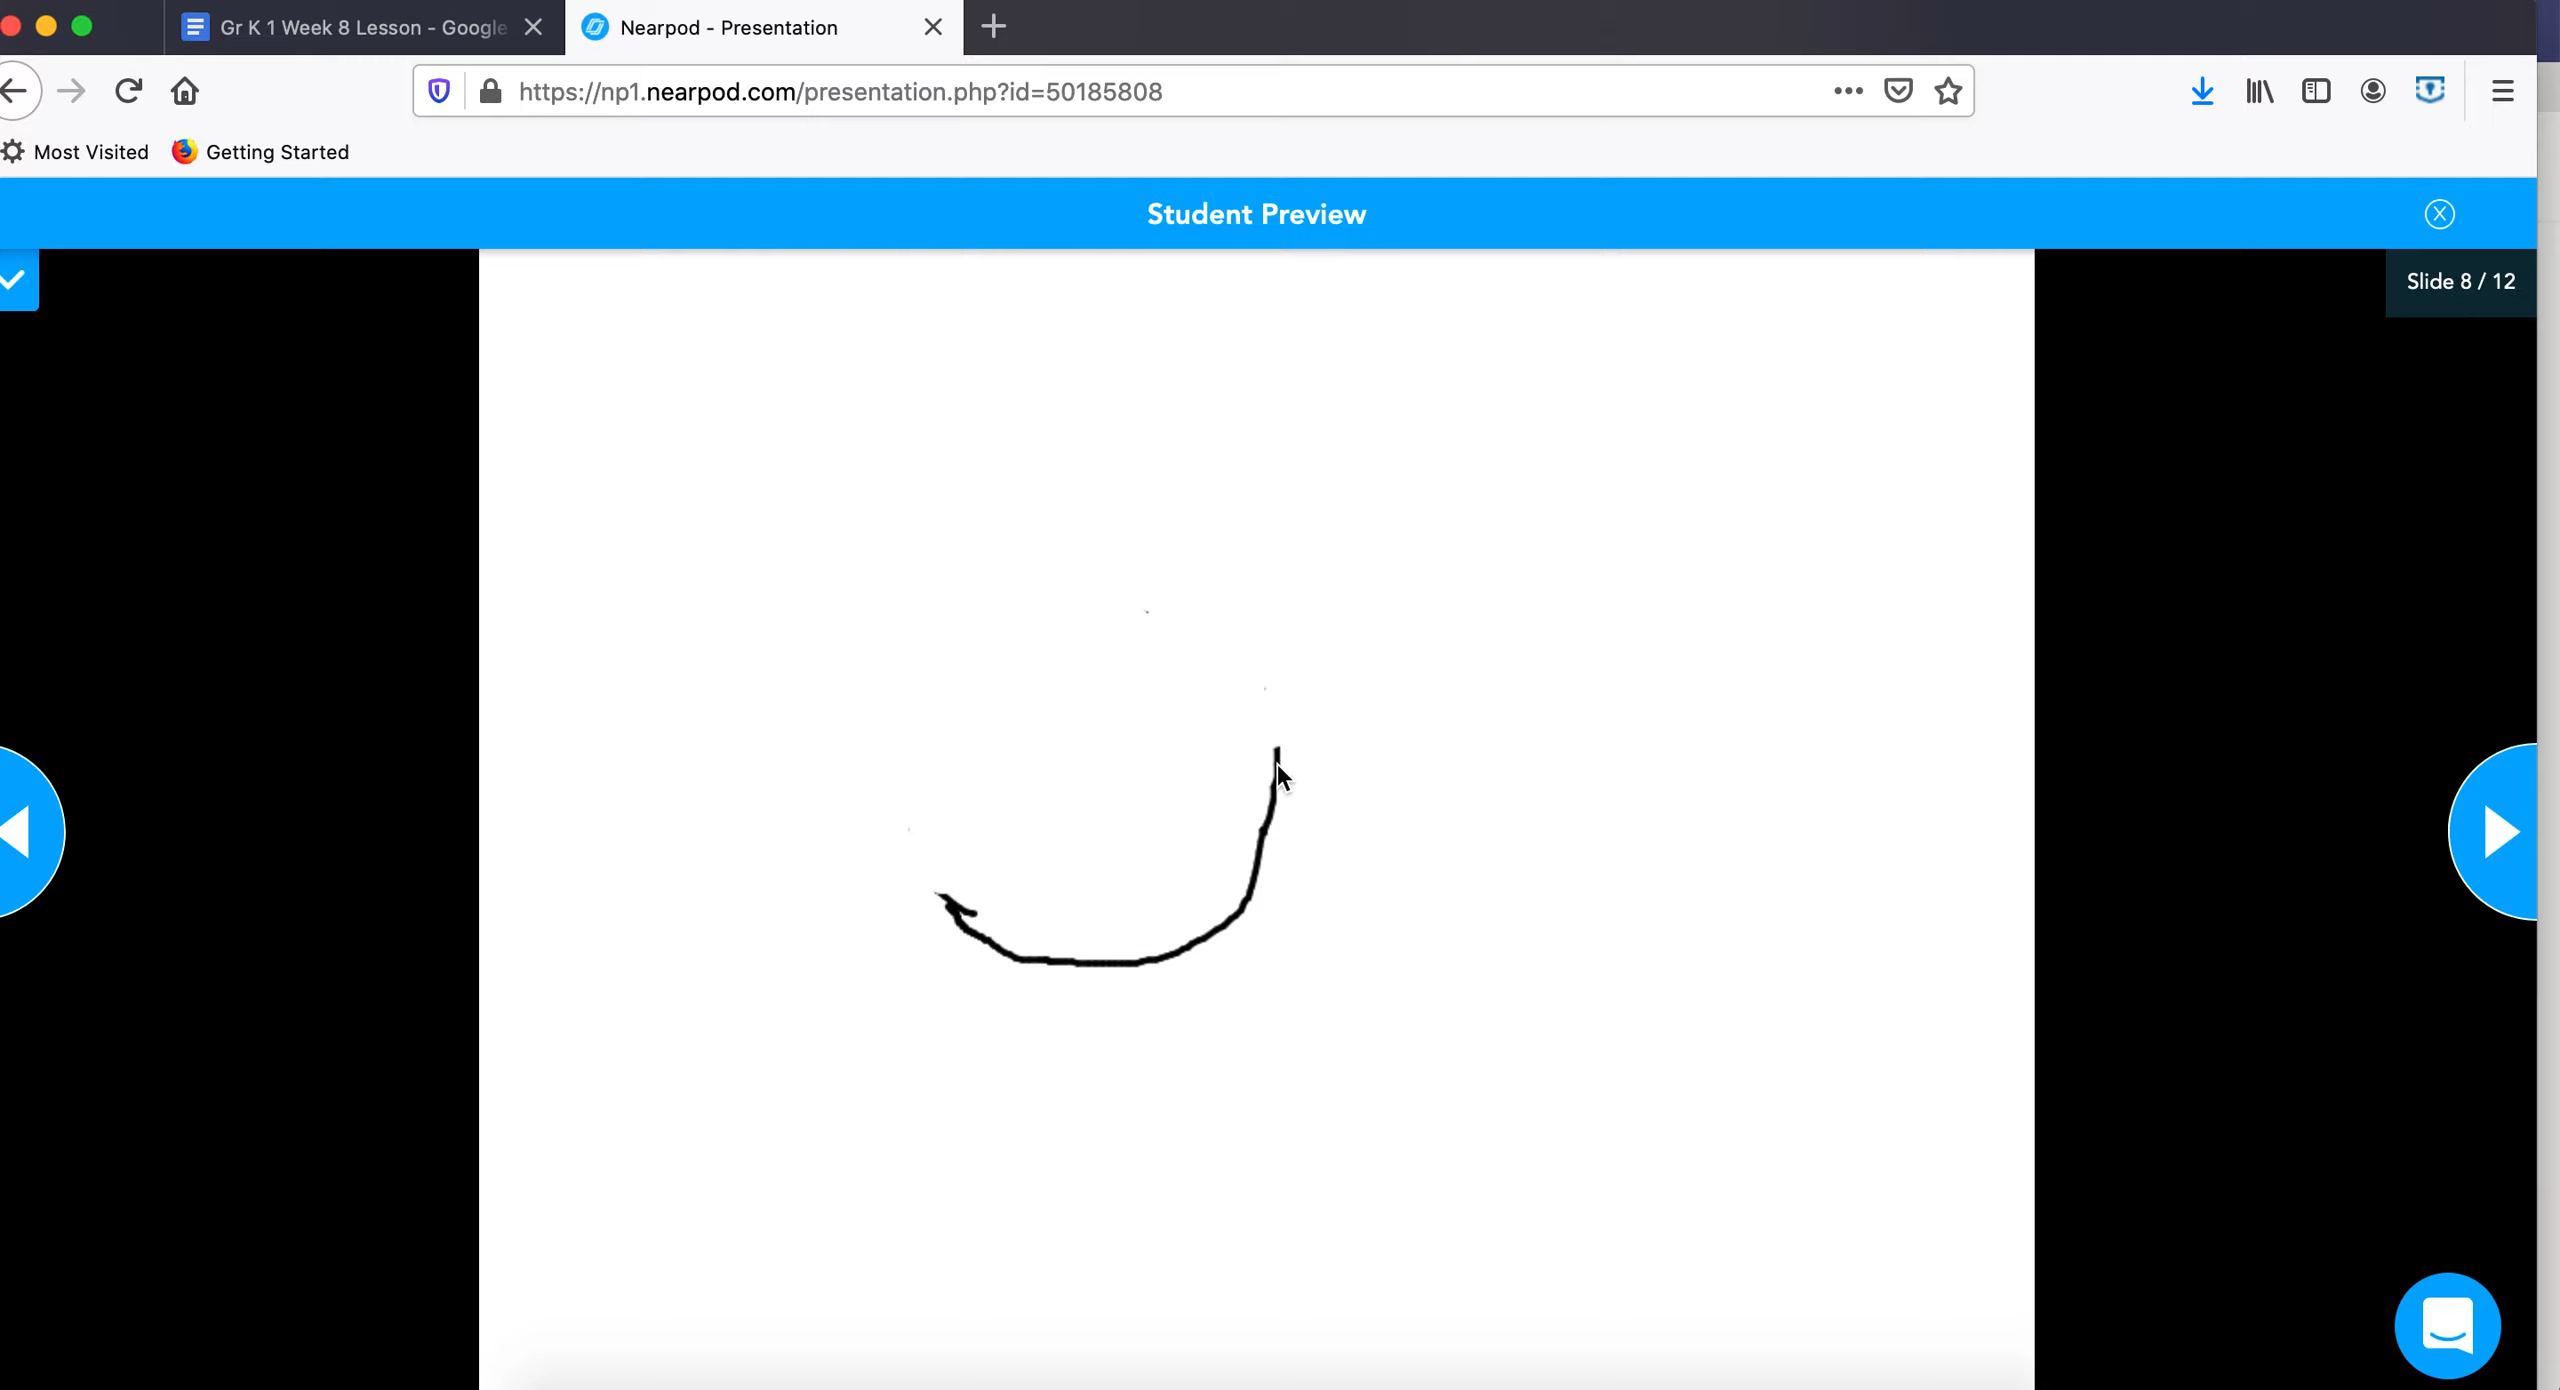 Gr K 1 Week 8 Lesson - Google
Nearpod - Presentation
https://np1.nearpod.com/presentation.php?id=50185808
Most Visited
Getting Started
Student Preview
Slide 8 / 12